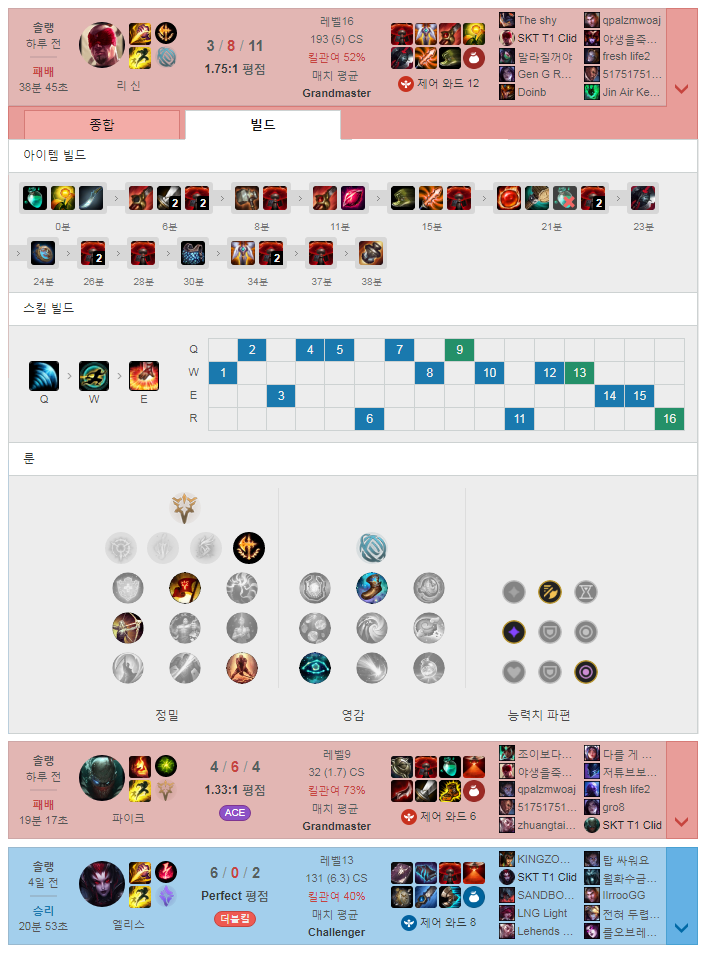 솔랭
하루 전
패배
38분 45초
리 신
3 / 8 / 11
1.75:1 평점
레벨16
193 (5) CS
킬관여 52%
매치 평균
Grandmaster
제어 와드 12
The shy
SKT T1 Clid
말라질꺼야
Gen G R...
Doinb
qpalzmwoaj
야생을즉...
fresh life2
51751751...
Jin Air Ke...
종합
빌드
아이템 빌드
2
2
2
0분
6분
8분
11분
15분
21분
23분
2
2
24분
26분
28분
30분
34분
37분
38분
스킬 빌드
Q
W
E
Q 2 4 5 7 9
W 1 8 10 12 13
E 3 14 15
R 6 11 16
룬
정밀
영감
능력치 파편
솔랭
하루 전
패배
19분 17초
파이크
4 / 6 / 4
1.33:1 평점
ACE
레벨9
32 (1.7) CS
킬관여 73%
매치 평균
Grandmaster
제어 와드 6
조이보다...
야생을즉...
qpalzmwoaj
51751751...
zhuangtai...
다를 게 ...
저튜브보...
fresh life2
gro8
SKT T1 Clid
솔랭
4일 전
승리
20분 53초
엘리스
6 / 0 / 2
Perfect 평점
더블킬
레벨13
131 (6.3) CS
킬관여 40%
매치 평균
Challenger
제어 와드 8
KINGZO...
SKT T1 Clid
SANDBO...
LNG Light
Lehends ...
탑 싸워요
월화수금...
IlrrooGG
전혀 두렵...
클오브레...